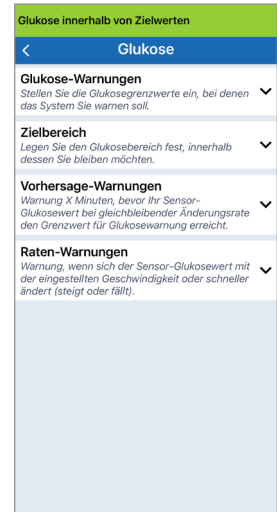 Glukose innerhalb von Zielwerten
Glukose
Glukose-Warnungen
Stellen Sie die Glukosegrenzwerte ein, bei denen
das System Sie warnen soll.
Zielbereich
Legen Sie den Glukosebereich fest, innerhalb
dessen Sie bleiben möchten.
Vorhersage-Warnungen
Warnung X Minuten, bevor Ihr Sensor-
Glukosewert bei gleichbleibender Änderungsrate
den Grenzwert für Glukosewarnung erreicht.
Raten-Warnungen
Warnung, wenn sich der Sensor-Glukosewert mit
der eingestellten Geschwindigkeit oder schneller
ändert (steigt oder fällt).